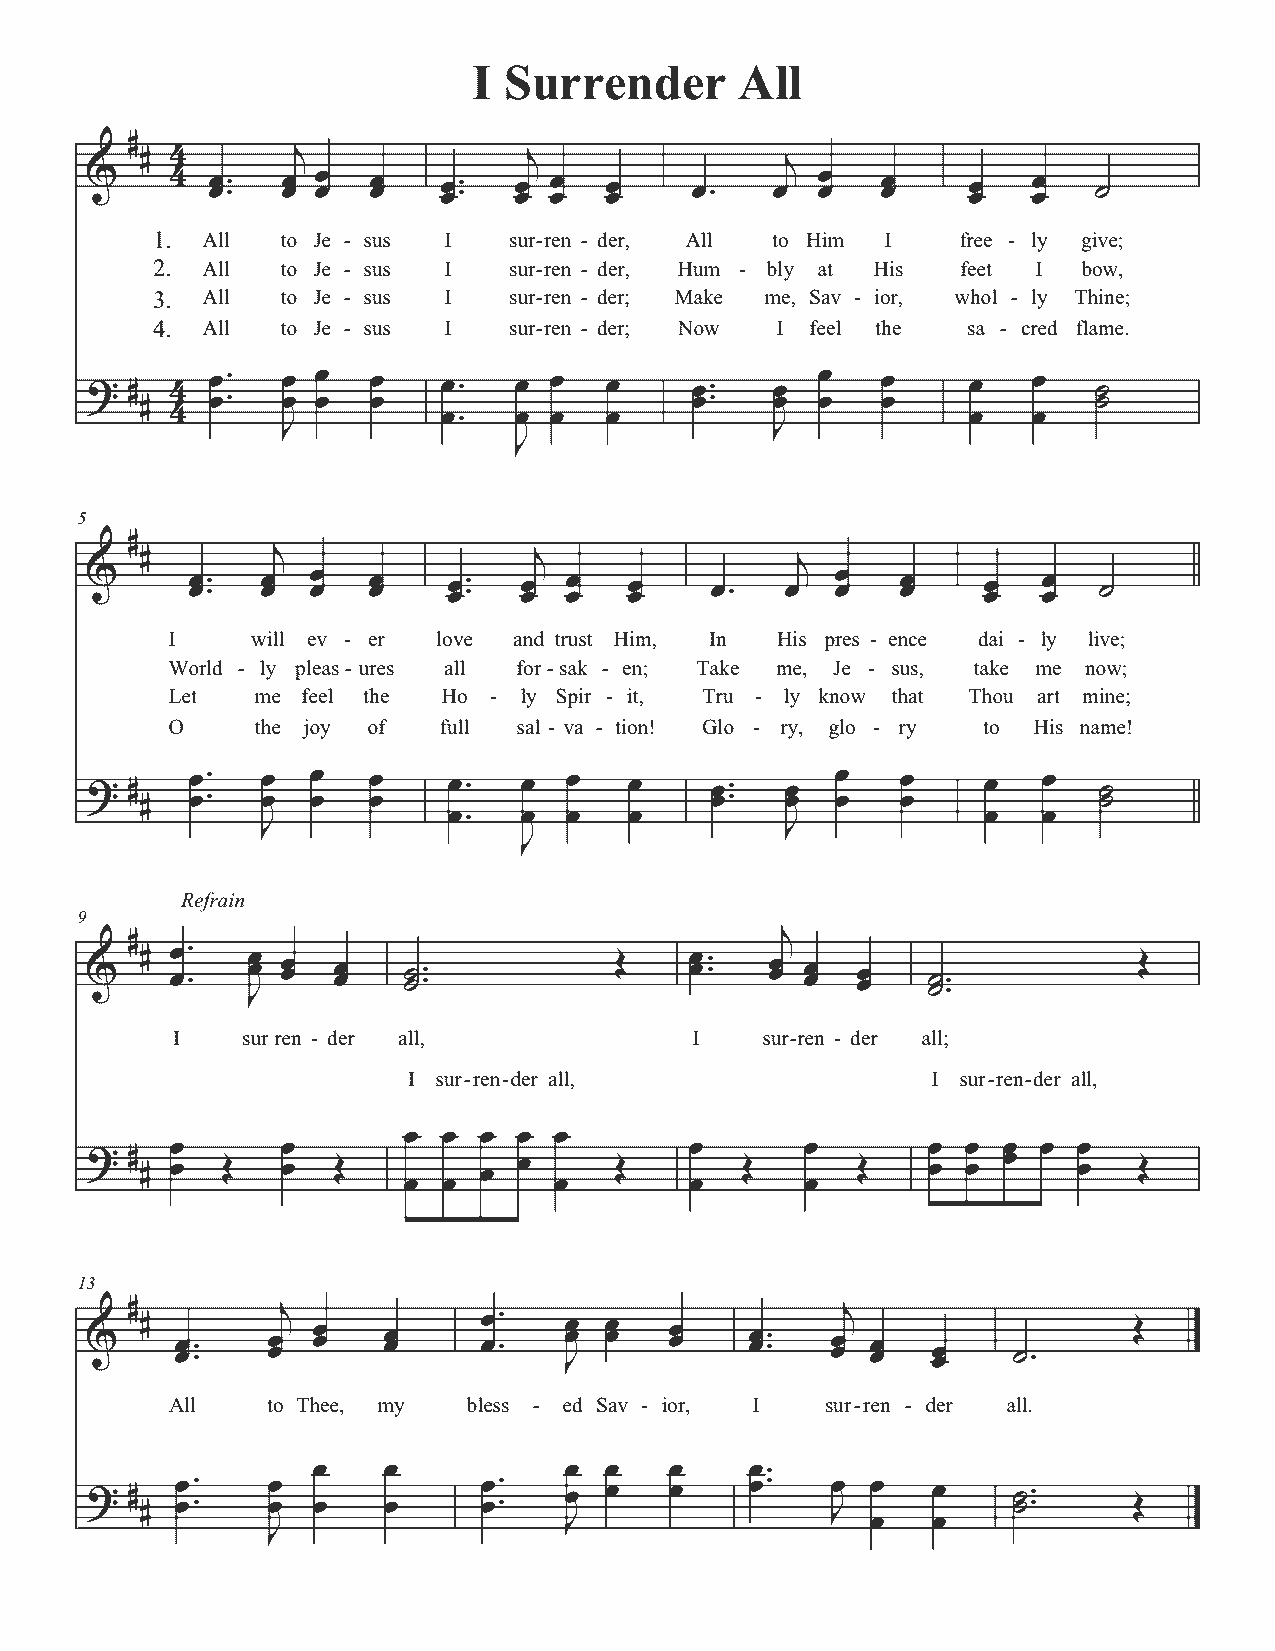 I Surrender All
1. All to Je - sus I sur-ren - der, All to Him I free - ly give;
2. All to Je - sus I sur-ren - der, Hum - bly at His feet I bow,
3. All to Je - sus I sur-ren - der; Make me, Sav - ior, whol - ly Thine;
4. All to Je - sus I sur-ren - der; Now I feel the sa - cred flame.
5
I will ev - er love and trust Him, In His pres - ence dai - ly live;
World - ly pleas - ures all for - sak - en; Take me, Je - sus, take me now;
Let me feel the Ho - ly Spir - it, Tru - ly know that Thou art mine;
O the joy of full sal - va - tion! Glo - ry, glo - ry to His name!
Refrain
9
I sur ren - der all, I sur-ren - der all;
I sur-ren-der all, I sur-ren-der all,
13
All to Thee, my bless - ed Sav - ior, I sur-ren - der all.